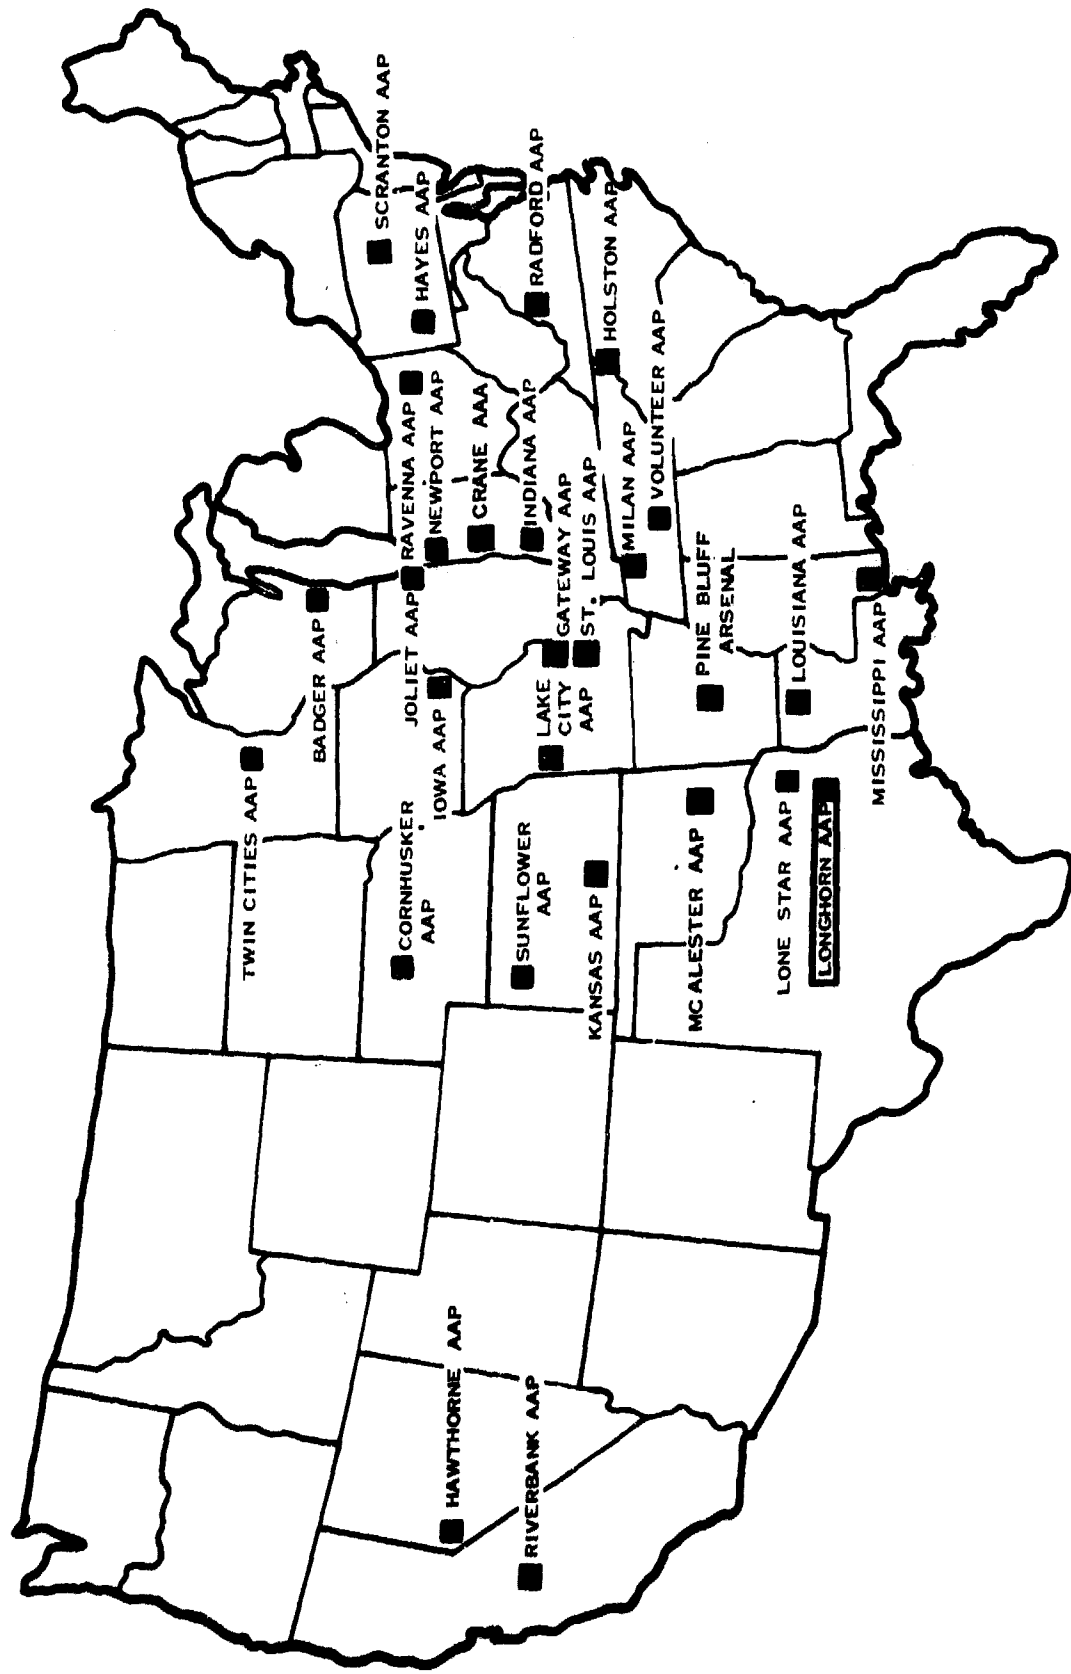 SCRANTON AAP
HAYES AAP
RADFORD AAP
HOLSTON AAP
VOLUNTEER AAP
MILAN AAP
RAVENNA AAP
NEWPORT AAP
CRANE AAA
INDIANA AAP
GATEWAY AAP
ST. LOUIS AAP
BADGER AAP
JOLIET AAP
IOWA AAP
LAKE
CITY
AAP
PINE BLUFF
ARSENAL
LOUISIANA AAP
MISSISSIPPI AAP
TWIN CITIES AAP
CORNHUSKER
AAP
SUNFLOWER
AAP
KANSAS AAP
MC ALESTER AAP
LONE STAR AAP
LONGHORN AAP
HAWTHORNE AAP
RIVERBANK AAP